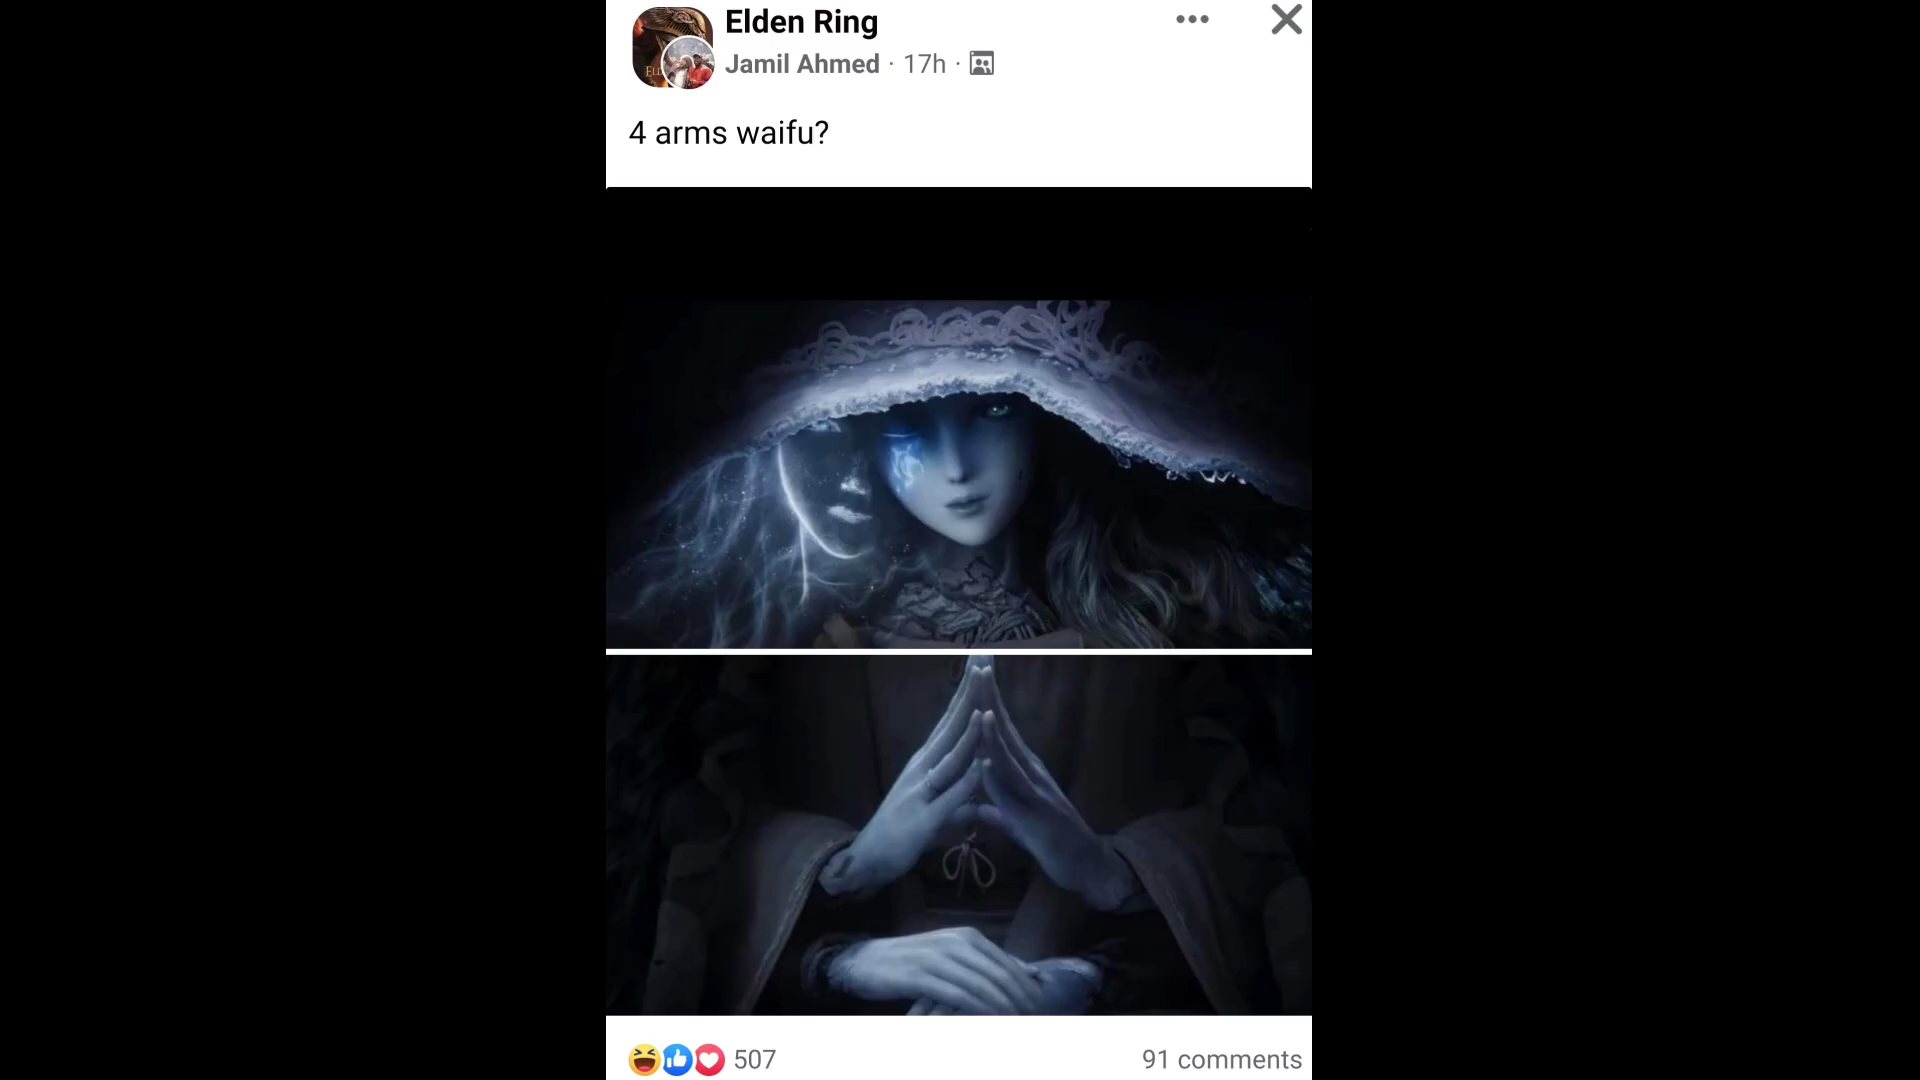 Elden Ring
Jamil Ahmed · 17h ·
4 arms waifu?
507
91 comments